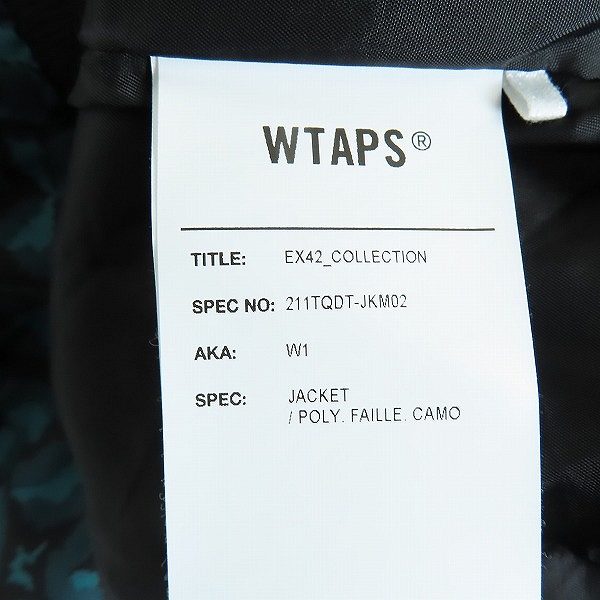 WTAPS®
TITLE: EX42_COLLECTION
SPEC NO: 211TQDT-JKM02
AKA: W1
SPEC: JACKET
/ POLY. FAILLE. CAMO